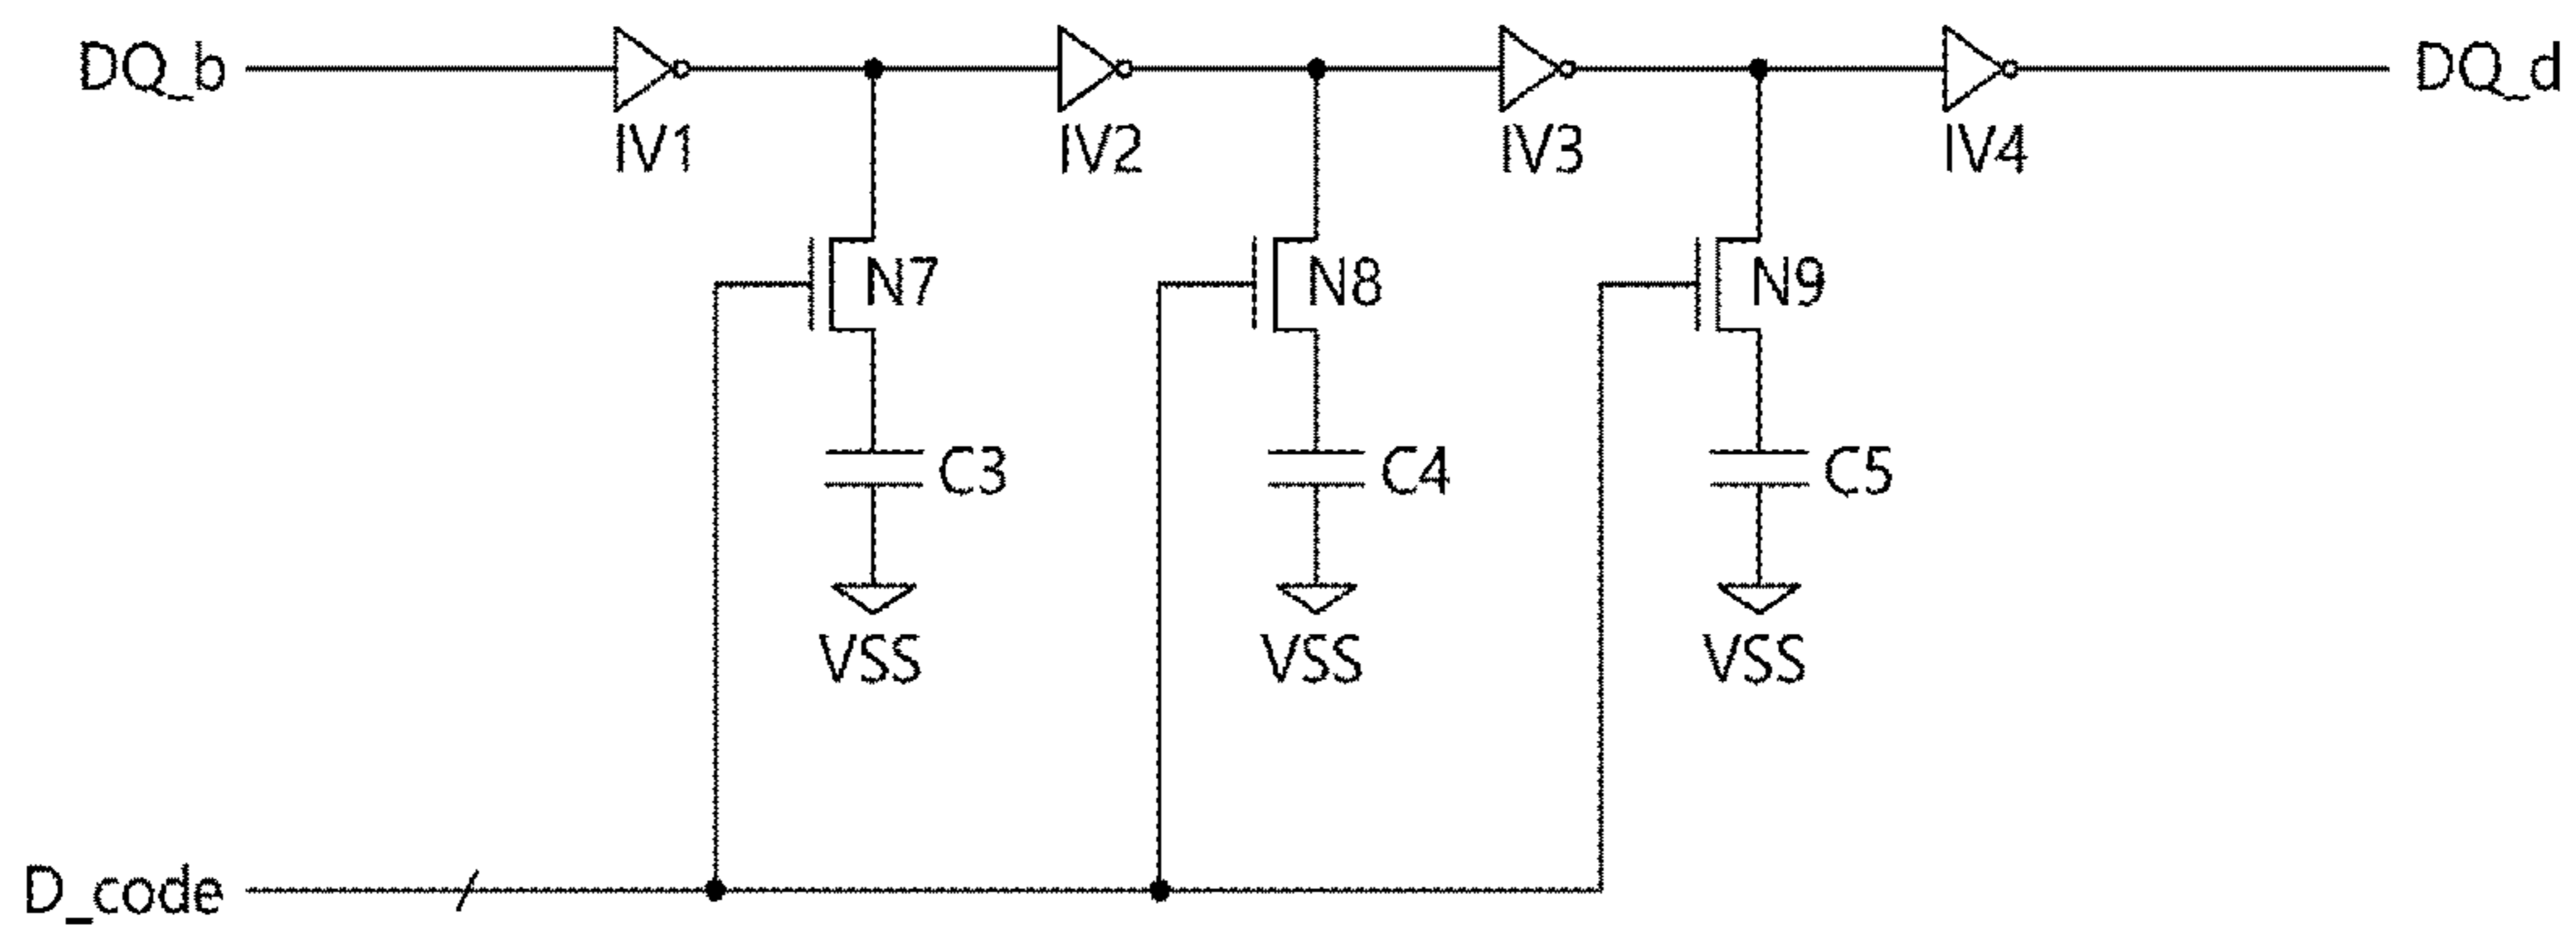 DQ_b
DQ_d
IV1
IV2
IV3
IV4
N7
N8
N9
C3
C4
C5
VSS
VSS
VSS
D_code